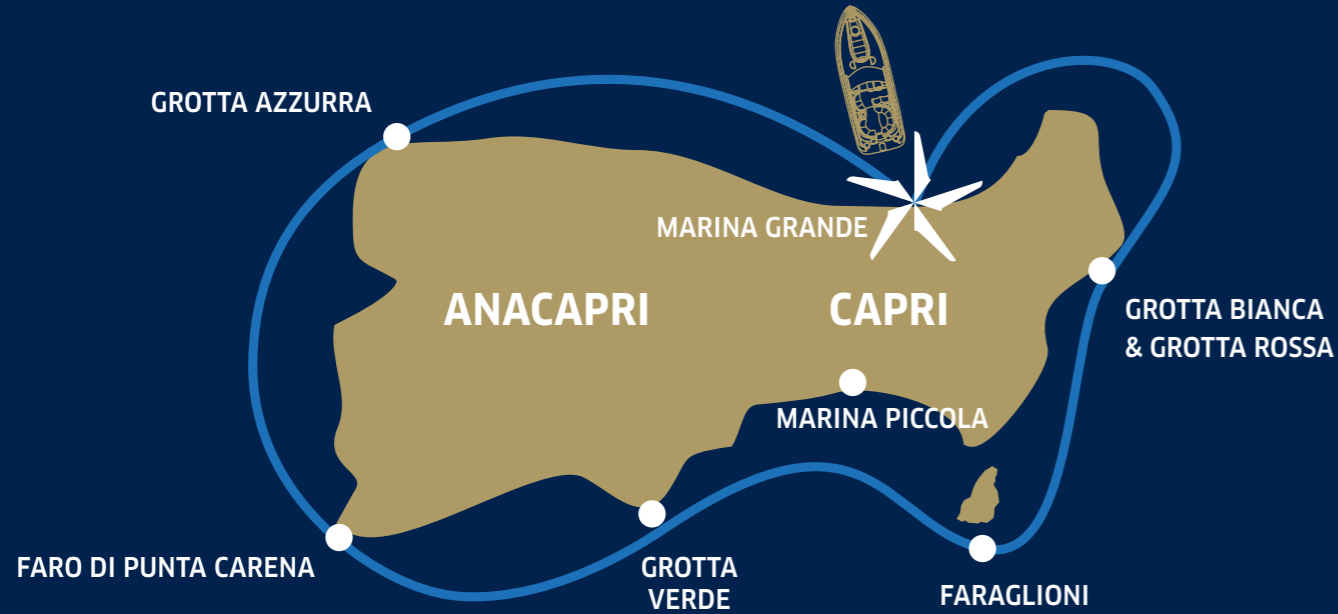 GROTTA AZZURRA
MARINA GRANDE
ANACAPRI
CAPRI
GROTTA BIANCA
& GROTTA ROSSA
MARINA PICCOLA
FARO DI PUNTA CARENA
GROTTA
VERDE
FARAGLIONI